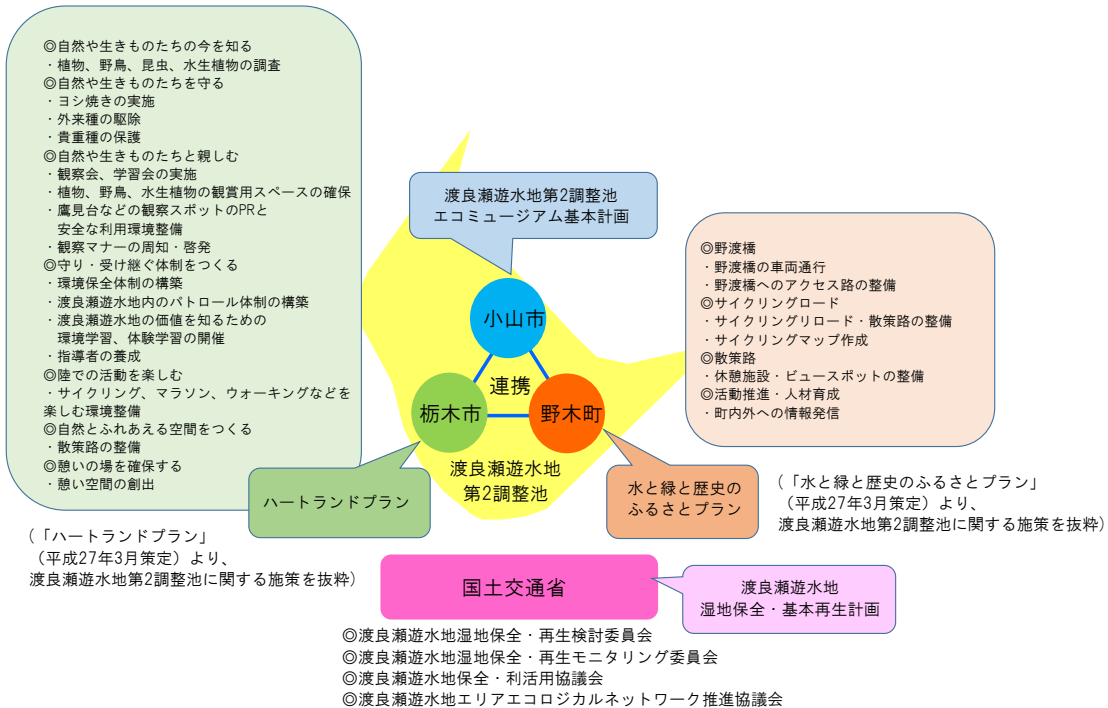 ◎自然や生きものたちの今を知る
・植物、野鳥、昆虫、水生植物の調査
◎自然や生きものたちを守る
・ヨシ焼きの実施
・外来種の駆除
・貴重種の保護
◎自然や生きものたちと親しむ
・観察会、学習会の実施
・植物、野鳥、水生植物の観賞用スペースの確保
・鷹見台などの観察スポットのPRと
安全な利用環境整備
・観察マナーの周知・啓発
◎守り・受け継ぐ体制をつくる
・環境保全体制の構築
・渡良瀬遊水地内のパトロール体制の構築
・渡良瀬遊水地の価値を知るための
環境学習、体験学習の開催
・指導者の養成
◎陸での活動を楽しむ
・サイクリング、マラソン、ウォーキングなどを
楽しむ環境整備
◎自然とふれあえる空間をつくる
・散策路の整備
◎憩いの場を確保する
・憩い空間の創出
(「ハートランドプラン」
(平成27年3月策定)より、
渡良瀬遊水地第2調整池に関する施策を抜粋)
ハートランドプラン
渡良瀬遊水地第2調整池
エコミュージアム基本計画
小山市
連携
栃木市
野木町
渡良瀬遊水地
第2調整池
◎野渡橋
・野渡橋の車両通行
・野渡橋へのアクセス路の整備
◎サイクリングロード
・サイクリングリロード・散策路の整備
・サイクリングマップ作成
◎散策路
・休憩施設・ビュースポットの整備
◎活動推進・人材育成
・町内外への情報発信
水と緑と歴史の
ふるさとプラン
(「水と緑と歴史のふるさとプラン」
(平成27年3月策定)より、
渡良瀬遊水地第2調整池に関する施策を抜粋)
国土交通省
渡良瀬遊水地
湿地保全・基本再生計画
◎渡良瀬遊水地湿地保全・再生検討委員会
◎渡良瀬遊水地湿地保全・再生モニタリング委員会
◎渡良瀬遊水地保全・利活用協議会
◎渡良瀬遊水地エリアエコロジカルネットワーク推進協議会